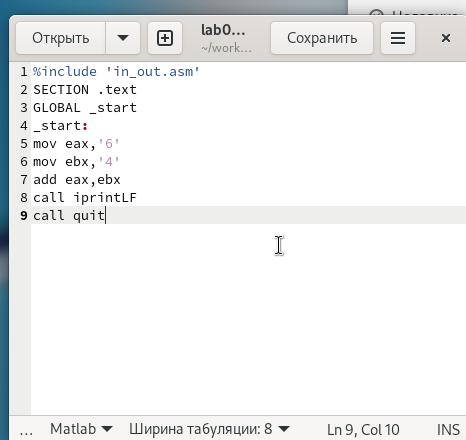 Открыть
lab0...
~/work...
Сохранить
1 %include 'in_out.asm'
2 SECTION .text
3 GLOBAL _start
4 _start:
5 mov eax,'6'
6 mov ebx,'4'
7 add eax,ebx
8 call iprintLF
9 call quit
... Matlab Ширина табуляции: 8 Ln 9, Col 10 INS